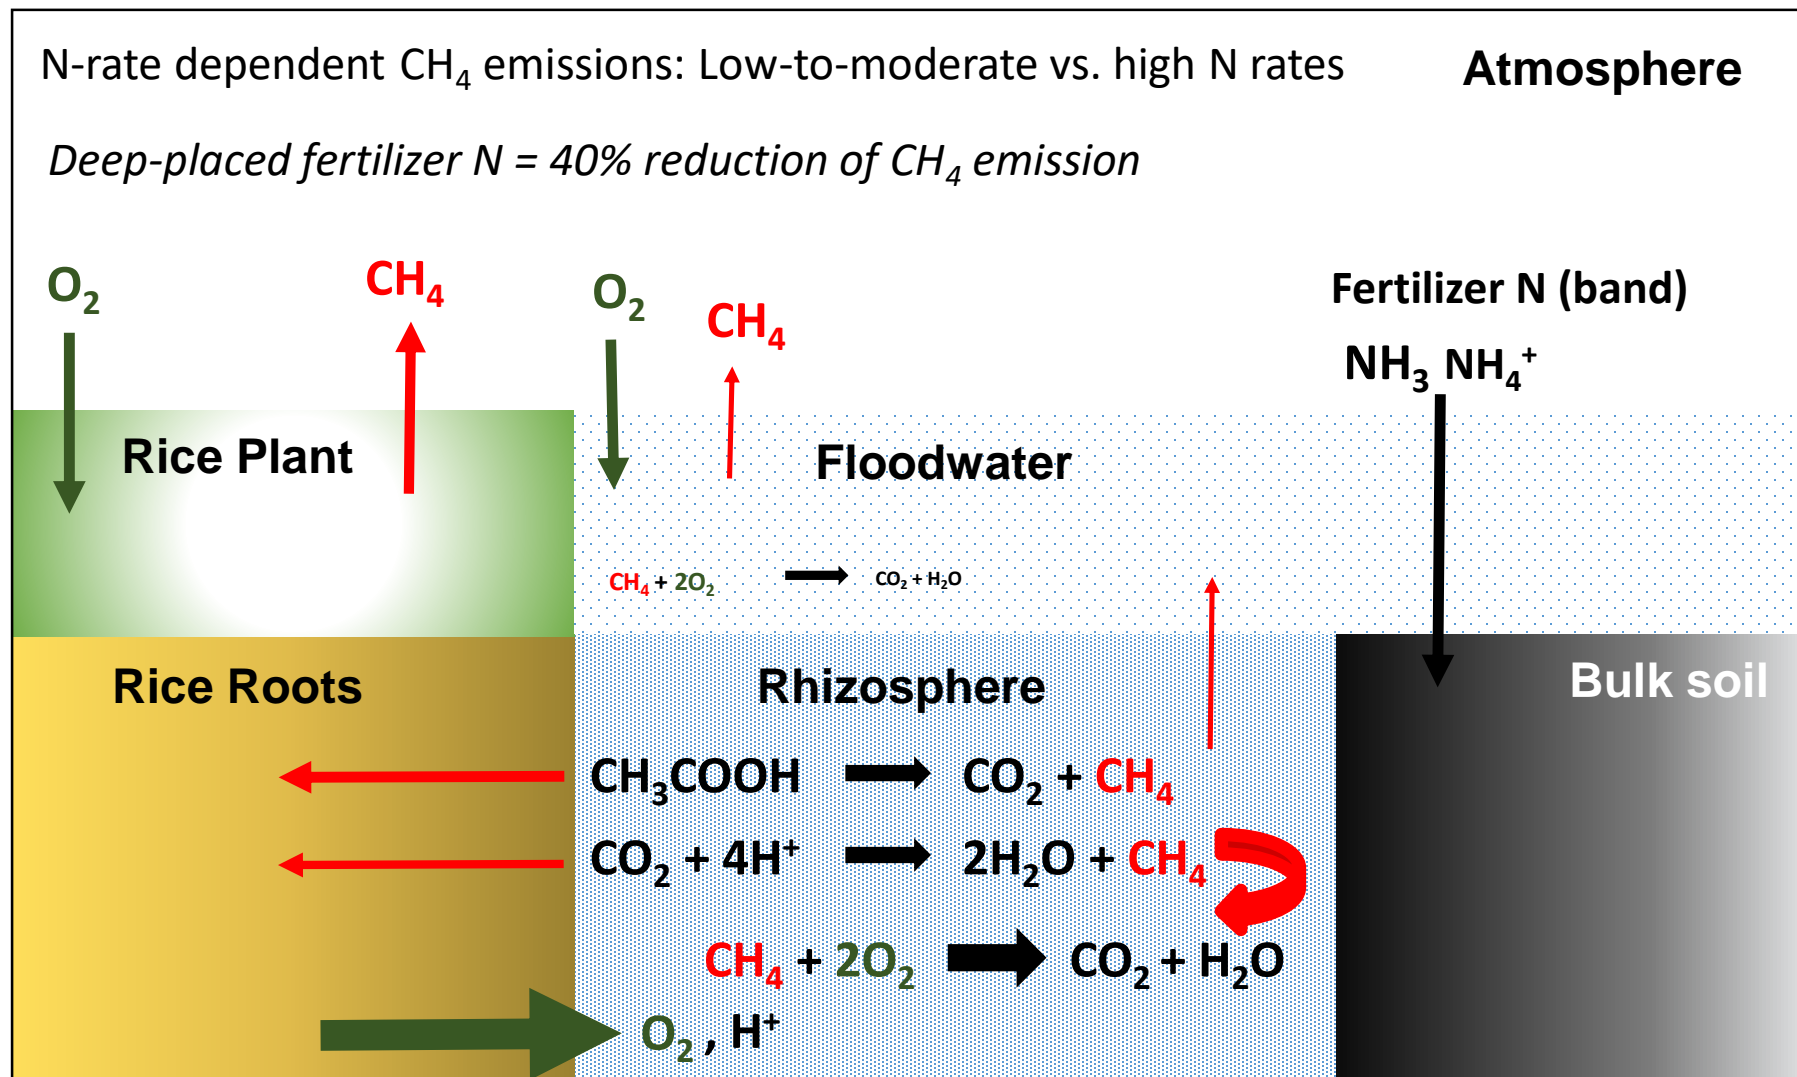 N-rate dependent CH₄ emissions: Low-to-moderate vs. high N rates
Atmosphere
Deep-placed fertilizer N = 40% reduction of CH₄ emission
O₂
CH₄
O₂
CH₄
Fertilizer N (band)
NH₃ NH₄⁺
Rice Plant
Floodwater
CH₄ + 2O₂
CO₂ + H₂O
Rice Roots
Rhizosphere
Bulk soil
CH₃COOH
CO₂ + CH₄
CO₂ + 4H⁺
2H₂O + CH₄
CH₄ + 2O₂
CO₂ + H₂O
O₂ , H⁺